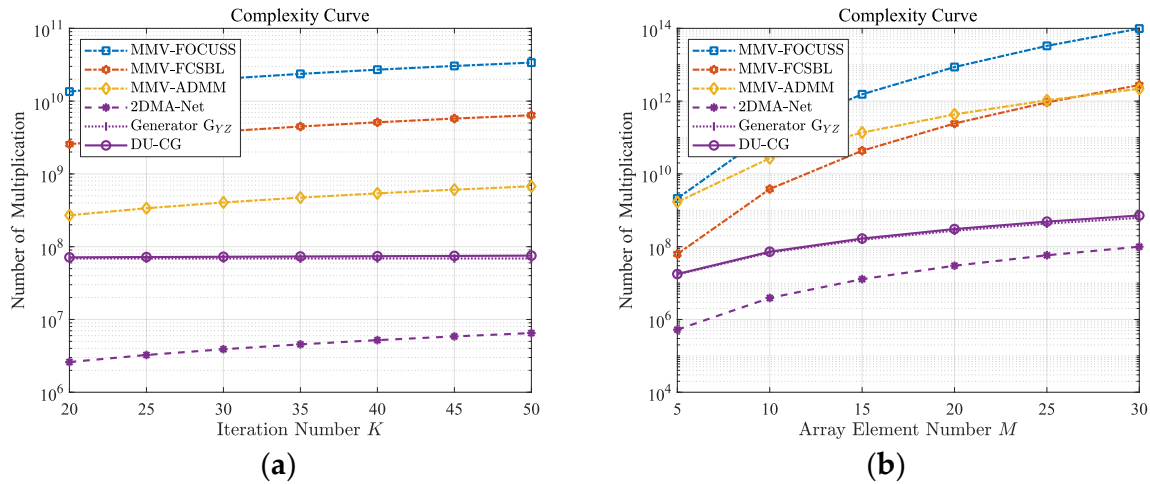 Complexity Curve
Number of Multiplication
10^11
10^10
10^9
10^8
10^7
10^6
MMV-FOCUSS
MMV-FCSBL
MMV-ADMM
2DMA-Net
Generator G_YZ
DU-CG
20 25 30 35 40 45 50
Iteration Number K
(a)
Complexity Curve
Number of Multiplication
10^14
10^12
10^10
10^8
10^6
10^4
MMV-FOCUSS
MMV-FCSBL
MMV-ADMM
2DMA-Net
Generator G_YZ
DU-CG
5 10 15 20 25 30
Array Element Number M
(b)